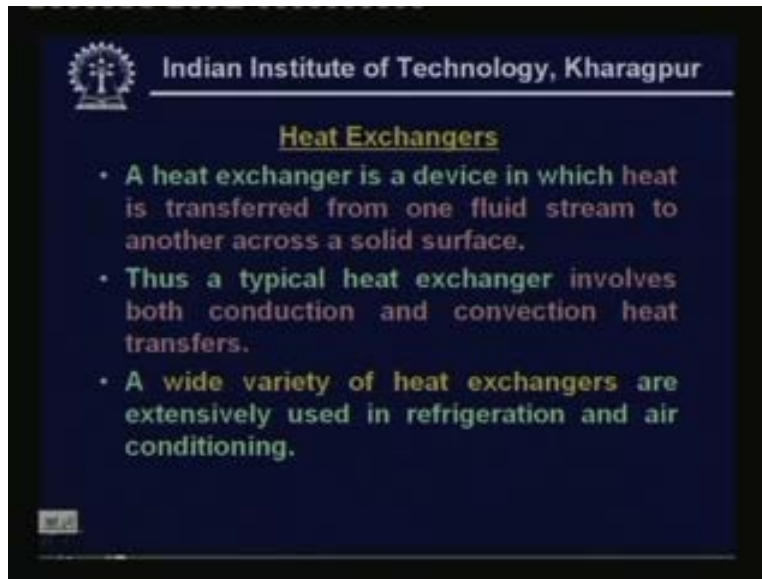 Indian Institute of Technology, Kharagpur
Heat Exchangers
• A heat exchanger is a device in which heat
is transferred from one fluid stream to
another across a solid surface.
• Thus a typical heat exchanger involves
both conduction and convection heat
transfers.
• A wide variety of heat exchangers are
extensively used in refrigeration and air
conditioning.